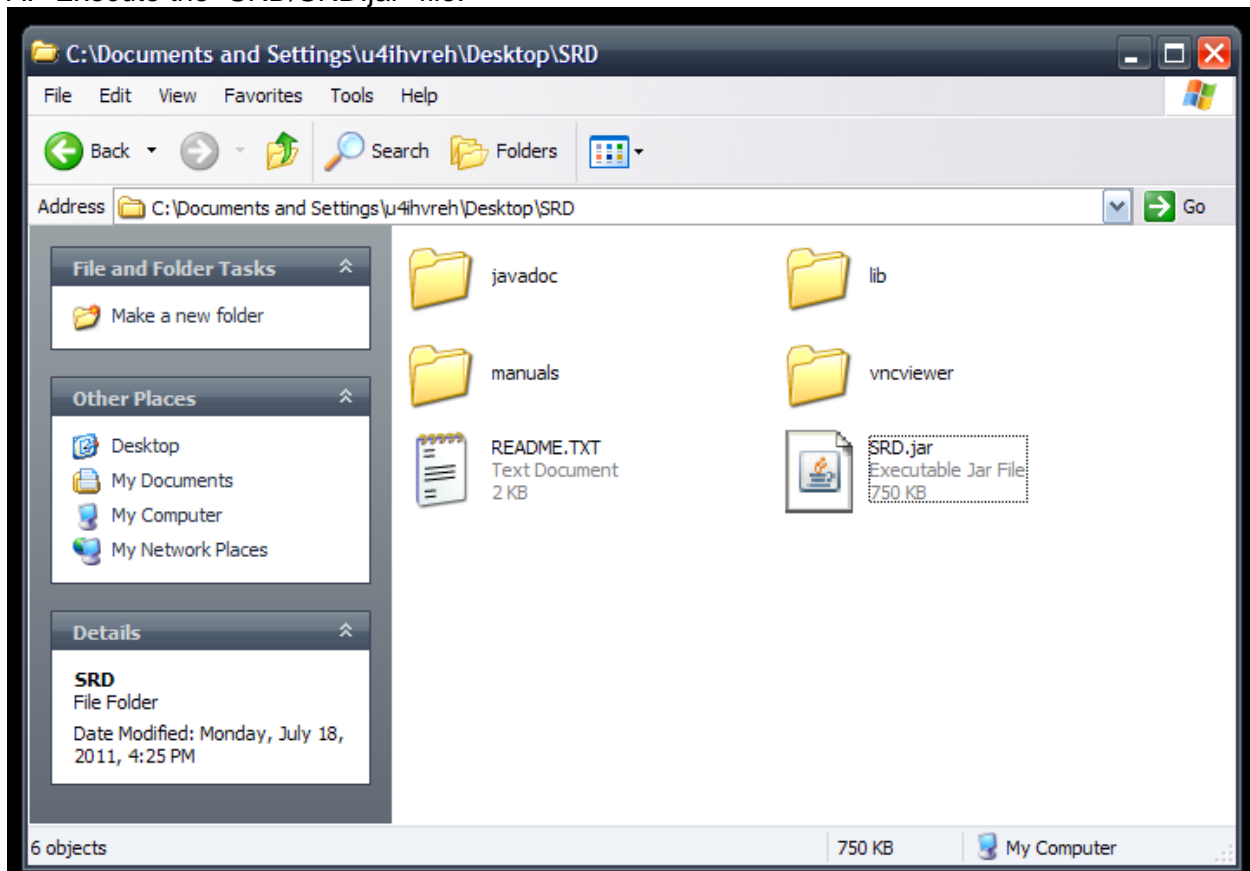 C:\Documents and Settings\u4ihvreh\Desktop\SRD
File Edit View Favorites Tools Help
Back Search Folders
Address C:\Documents and Settings\u4ihvreh\Desktop\SRD Go
File and Folder Tasks
Make a new folder
Other Places
Desktop
My Documents
My Computer
My Network Places
Details
SRD
File Folder
Date Modified: Monday, July 18,
2011, 4:25 PM
javadoc
lib
manuals
vncviewer
README.TXT
Text Document
2 KB
SRD.jar
Executable Jar File
750 KB
6 objects 750 KB My Computer